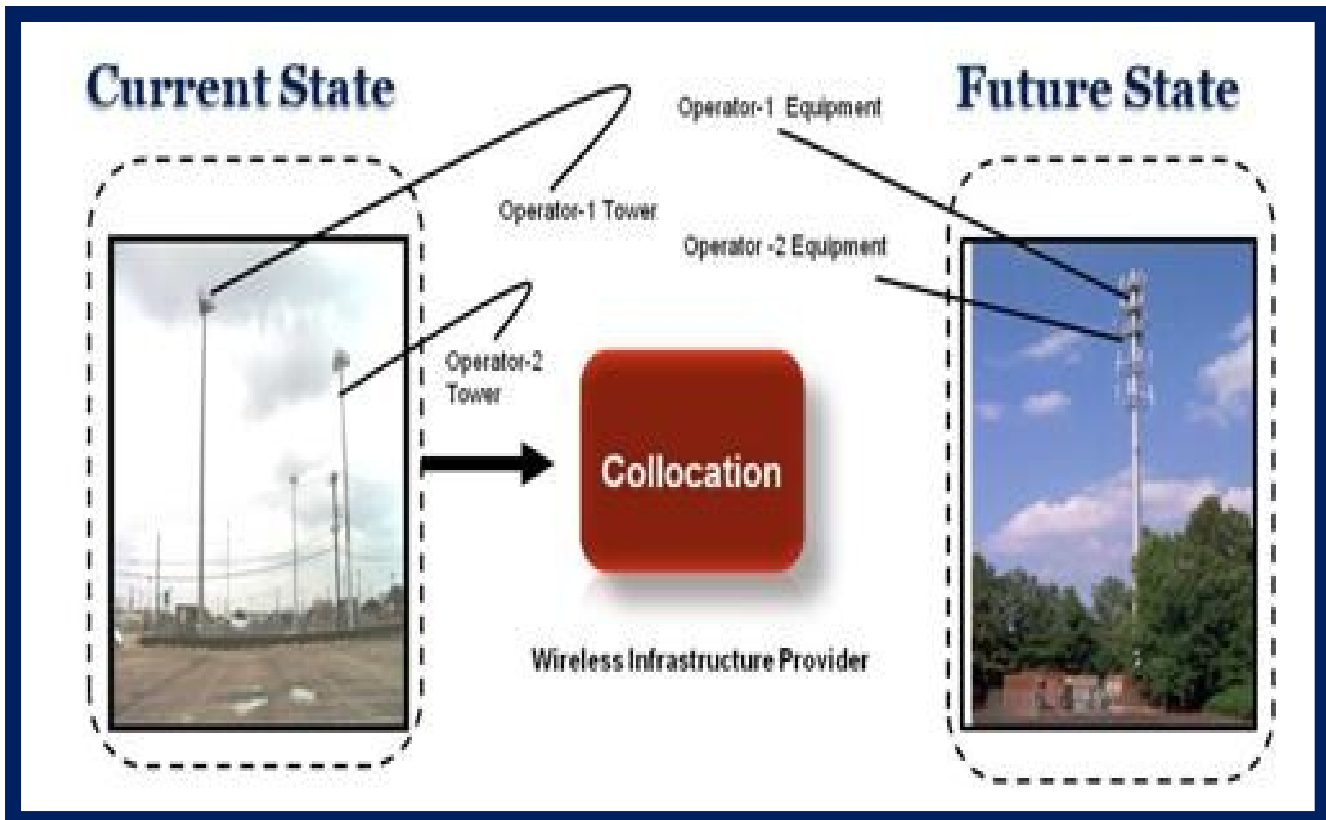 Current State
Future State
Operator-1 Equipment
Operator-1 Tower
Operator -2 Equipment
Operator-2
Tower
Collocation
Wireless Infrastructure Provider